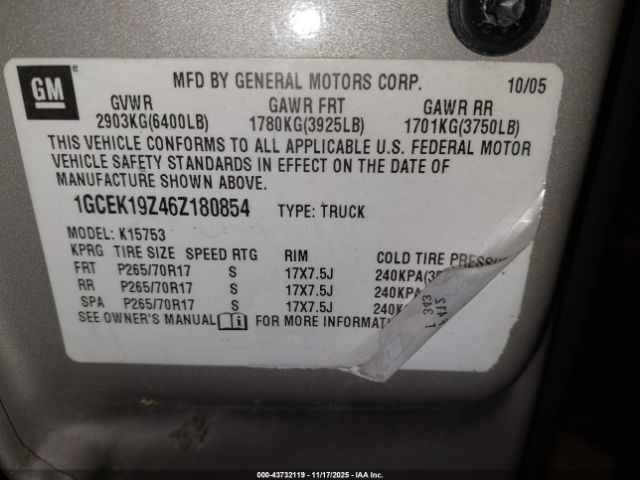 GM
MFD BY GENERAL MOTORS CORP. 10/05
GVWR GAWR FRT GAWR RR
2903KG(6400LB) 1780KG(3925LB) 1701KG(3750LB)
THIS VEHICLE CONFORMS TO ALL APPLICABLE U.S. FEDERAL MOTOR
VEHICLE SAFETY STANDARDS IN EFFECT ON THE DATE OF
MANUFACTURE SHOWN ABOVE.
1GCEK19Z46Z180854 TYPE: TRUCK
MODEL: K15753
KPRG TIRE SIZE SPEED RTG RIM COLD TIRE PRESSU
FRT P265/70R17 S 17X7.5J 240KPA(35
RR P265/70R17 S 17X7.5J 240KPA
SPA P265/70R17 S 17X7.5J 240K
SEE OWNER'S MANUAL FOR MORE INFORMATI
000-43732119 - 11/17/2025 - IAA, Inc.